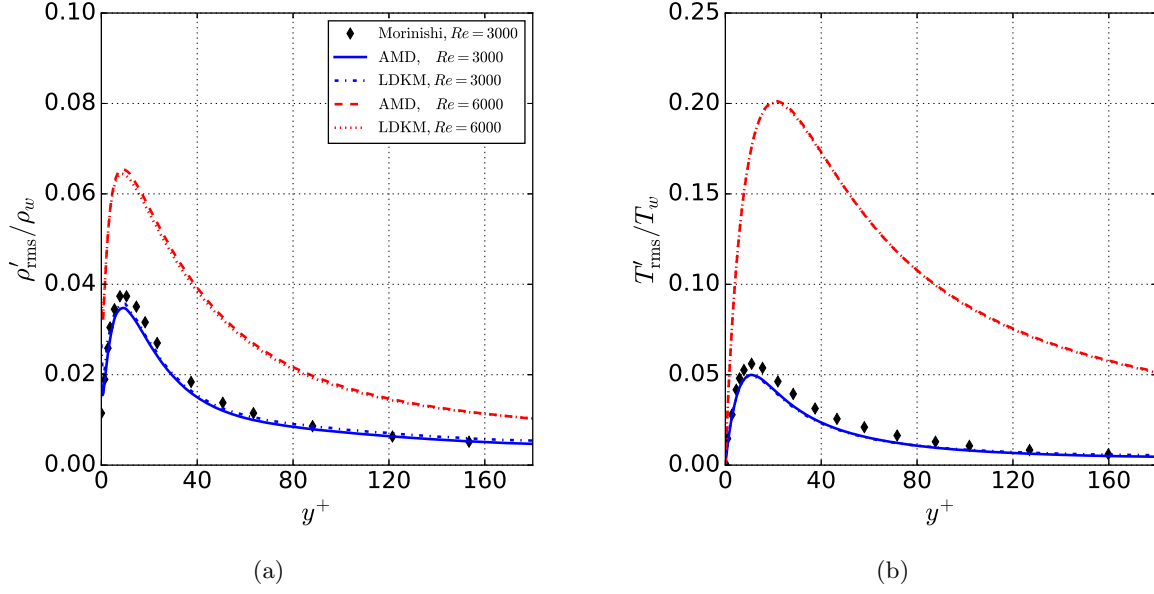 0.10
0.08
0.06
0.04
0.02
0.00
ρ′rms/ρw
0 40 80 120 160
y+
Morinishi, Re = 3000
AMD, Re = 3000
LDKM, Re = 3000
AMD, Re = 6000
LDKM, Re = 6000
(a)
0.25
0.20
0.15
0.10
0.05
0.00
T′rms/Tw
0 40 80 120 160
y+
(b)